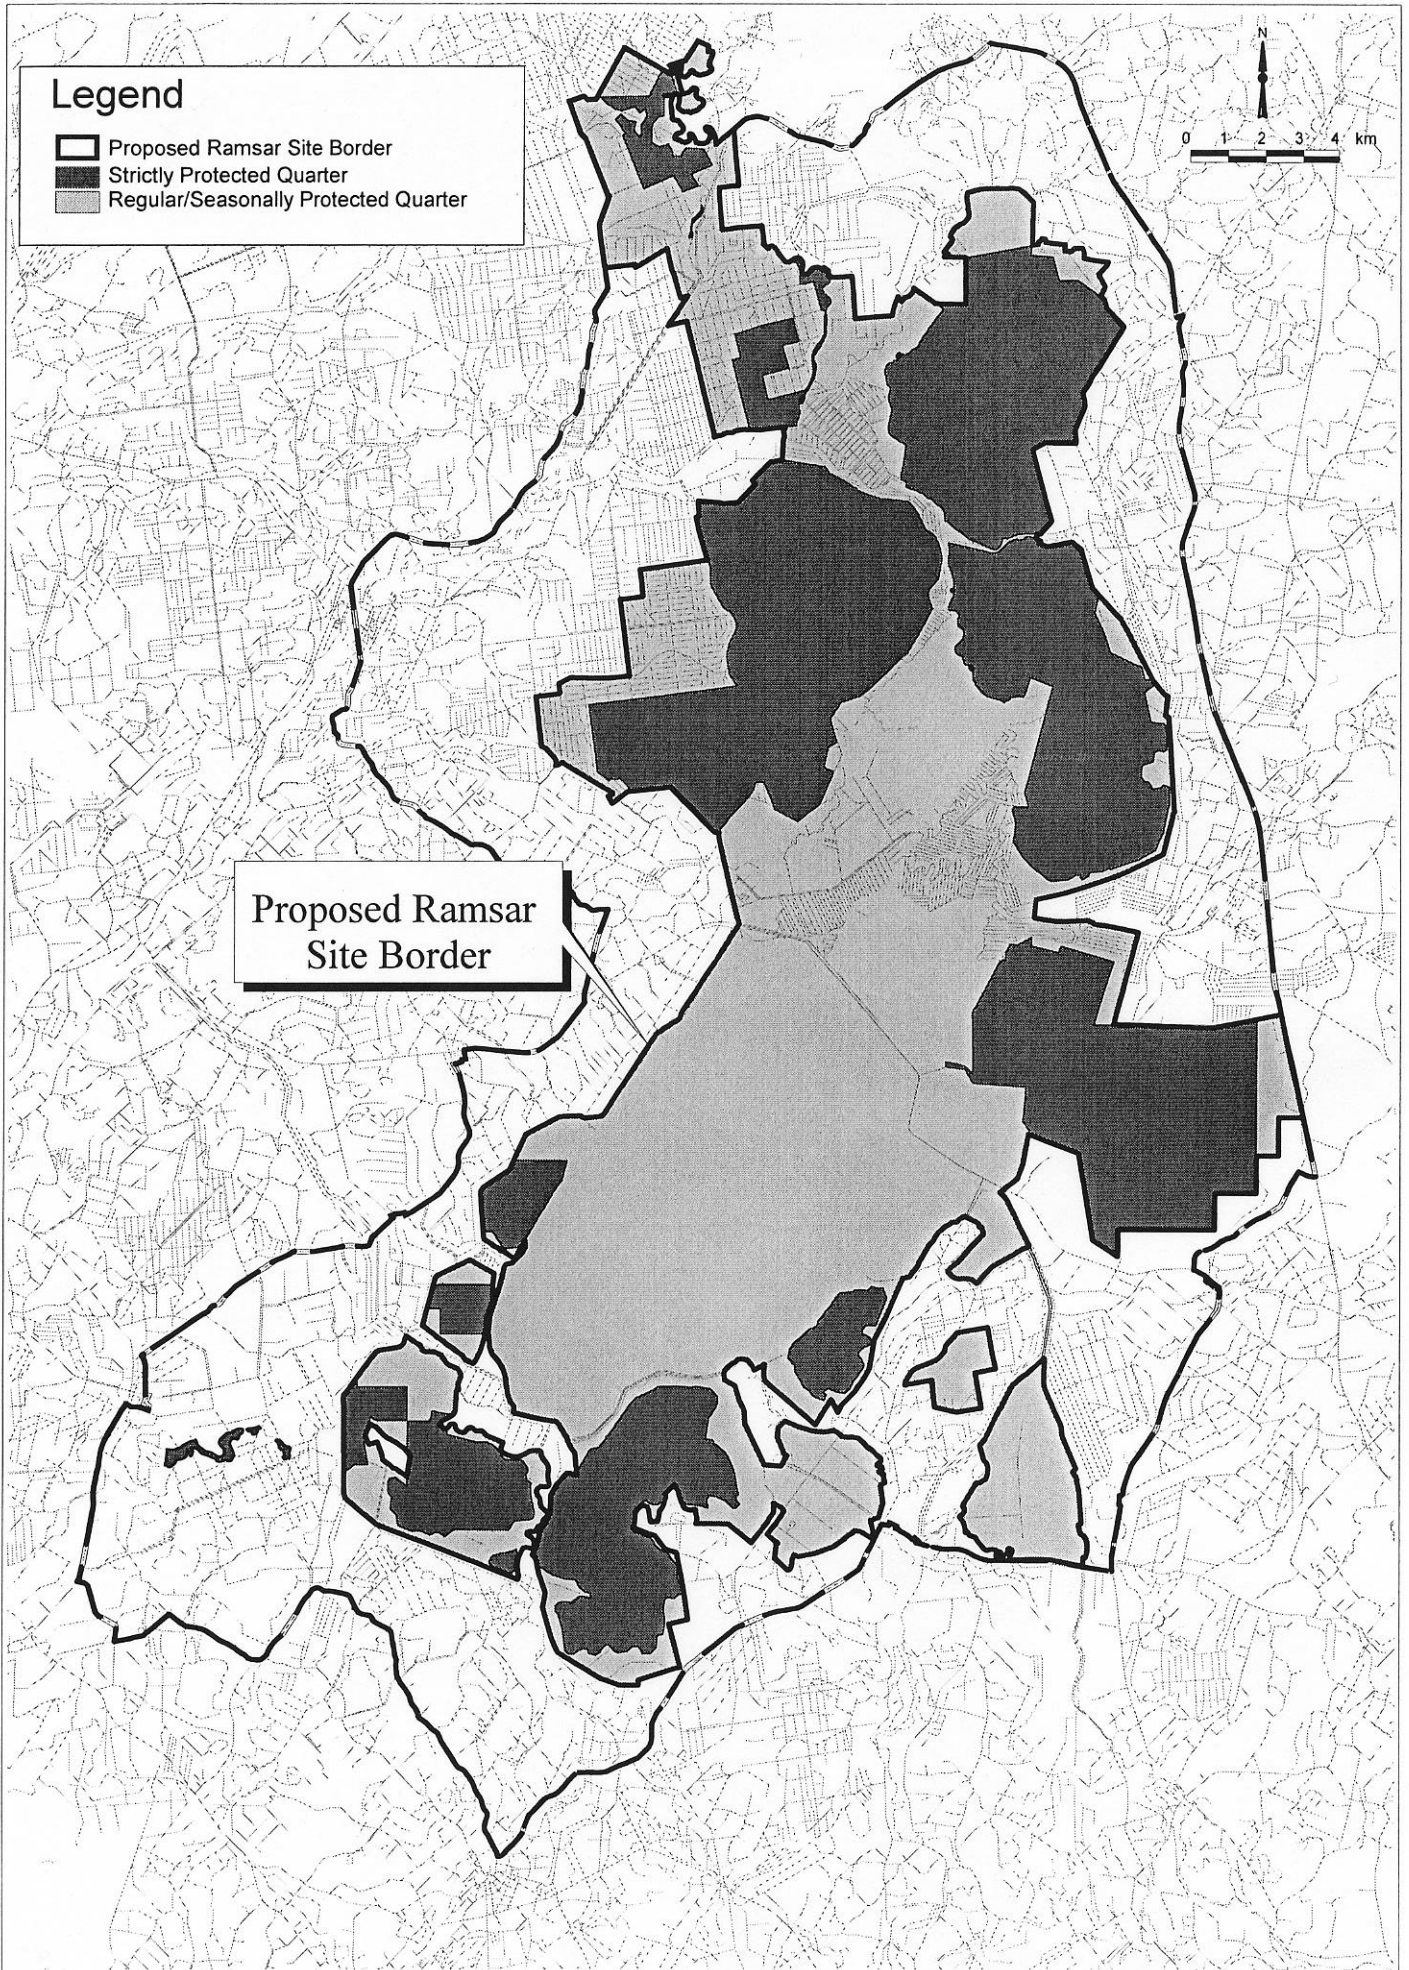 Legend
Proposed Ramsar Site Border
Strictly Protected Quarter
Regular/Seasonally Protected Quarter
N
0 1 2 3 4 km
Proposed Ramsar
Site Border